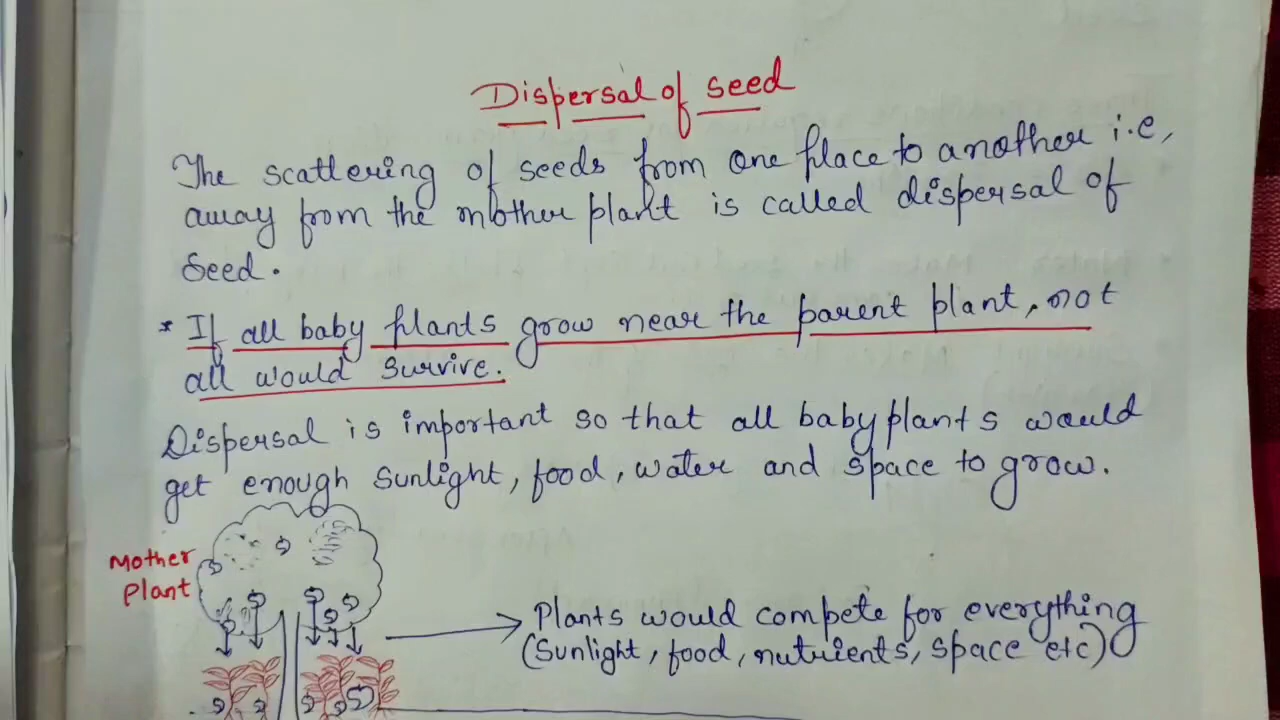 Dispersal of seed
The scattering of seeds from one place to another i.e,
away from the mother plant is called dispersal of
seed.
* If all baby plants grow near the parent plant, not
all would survive.
Dispersal is important so that all baby plants would
get enough sunlight, food, water and space to grow.
Mother
Plant
Plants would compete for everything
(sunlight, food, nutrients, space etc)